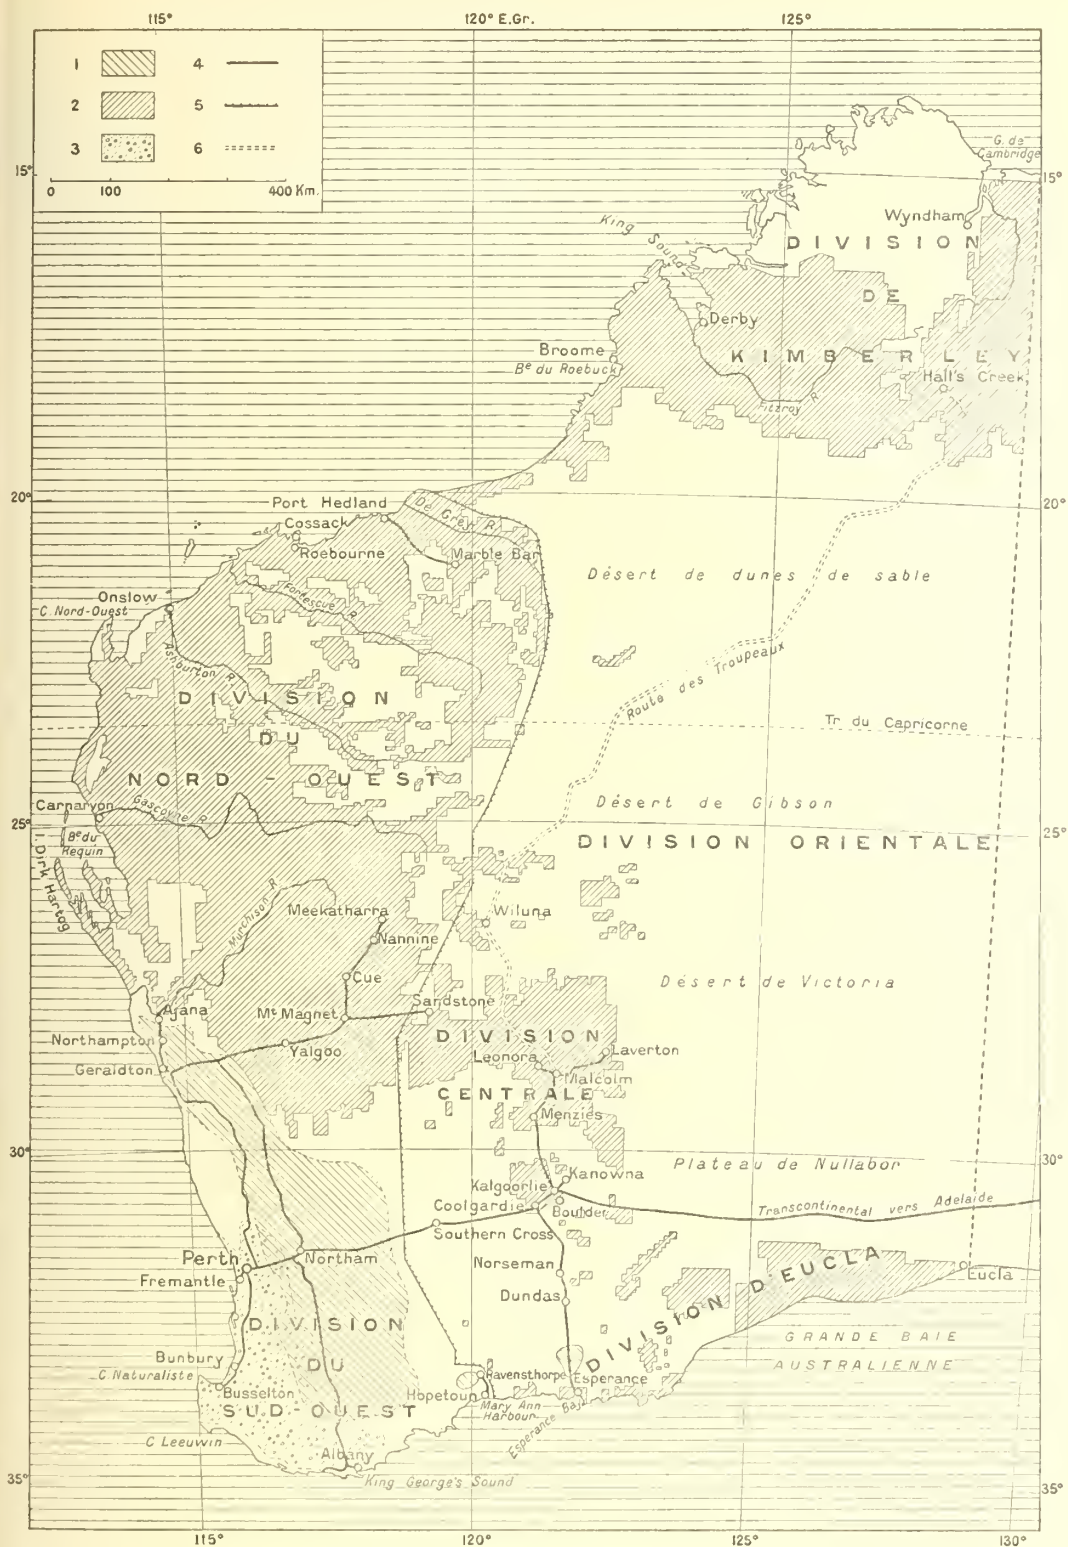 115° 120° E.Gr. 125°
1 4
2 5
3 6
0 100 400 Km.
15° 15°
G. de Cambridge
Wyndham
King Sound
DIVISION
DE
KIMBERLEY
Derby
Broome
Be du Roebuck
Hall's Creek
Fitzroy R.
20° 20°
Port Hedland
De Grey R.
Cossack
Roebourne
Marble Bar
Désert de dunes de sable
Onslow
C. Nord-Ouest
Fortescue R.
Ashburton R.
Route des Troupeaux
DIVISION
DU
NORD-OUEST
Tr. du Capricorne
Carnarvon
Gascoyne R.
Désert de Gibson
25° 25°
Be du Requin
I. Dirk Hartog
DIVISION ORIENTALE
Murchison R.
Meekatharra
Wiluna
Nannine
Cue
Désert de Victoria
Ajana
Mt Magnet
Sandstone
Northampton
Yalgoo
DIVISION
CENTRALE
Leonora
Laverton
Geraldton
Malcolm
Menzies
30° 30°
Plateau de Nullabor
Kanowna
Kalgoorlie
Coolgardie
Boulder
Transcontinental vers Adelaide
Southern Cross
Perth
Northam
Fremantle
Norseman
Eucla
Dundas
DIVISION D'EUCLA
DIVISION
DU
SUD-OUEST
GRANDE BAIE
AUSTRALIENNE
Bunbury
C. Naturaliste
Busselton
Ravensthorpe
Esperance
Hopetoun
Mary Ann Harbour
Esperance Bay
C Leeuwin
Albany
King George's Sound
35° 35°
115° 120° 125° 130°